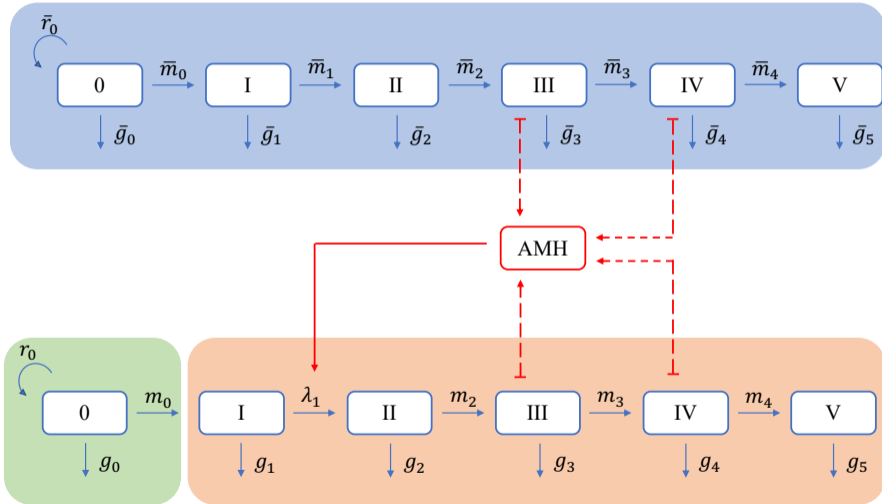 r̄₀
0 m̄₀ I m̄₁ II m̄₂ III m̄₃ IV m̄₄ V
ḡ₀ ḡ₁ ḡ₂ ḡ₃ ḡ₄ ḡ₅
AMH
r₀
0 m₀ I λ₁ II m₂ III m₃ IV m₄ V
g₀ g₁ g₂ g₃ g₄ g₅